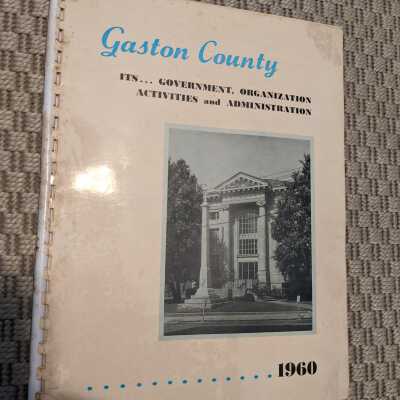 Gaston County
ITS... GOVERNMENT, ORGANIZATION
ACTIVITIES and ADMINISTRATION
1960